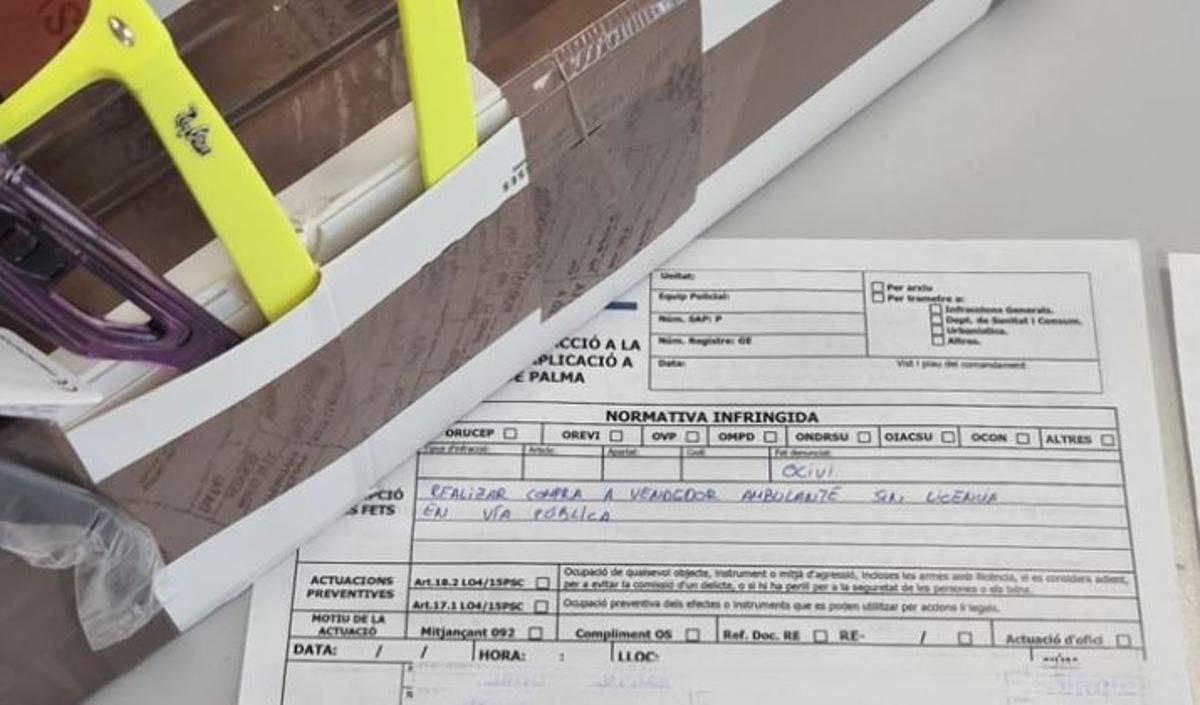 Ray-Ban
Unitat:
Equip Policial:
Núm. SAP: P
Núm. Registre: GE
Data:
Per arxiu
Per trametre a:
Infraccions Generals.
Dept. de Sanitat i Consum.
Urbanística.
Altres.
Vist i plau del comandament
CCIÓ A LA
PLICACIÓ A
E PALMA
NORMATIVA INFRINGIDA
ORUCEP OREVI OVP OMPD ONDRSU OIACSU OCON ALTRES
Tipus d'infracció: Article: Apartat: Codi: Fet denunciat:
OCIVI.
PCIÓ
S FETS
REALIZAR COMPRA A VENDEDOR AMBULANTE SIN LICENCIA
EN VÍA PÚBLICA
ACTUACIONS
PREVENTIVES
Art.18.2 LO4/15PSC Ocupació de qualsevol objecte, instrument o mitjà d'agressió, incloses les armes amb llicència, si es considera adient,
per a evitar la comissió d'un delicte, o si hi ha perill per a la seguretat de les persones o els béns.
Art.17.1 LO4/15PSC Ocupació preventiva dels efectes o instruments que es poden utilitzar per accions il·legals.
MOTIU DE LA
ACTUACIÓ
Mitjançant 092 Compliment OS Ref. Doc. RE RE- / Actuació d'ofici
DATA: / / HORA: : LLOC: